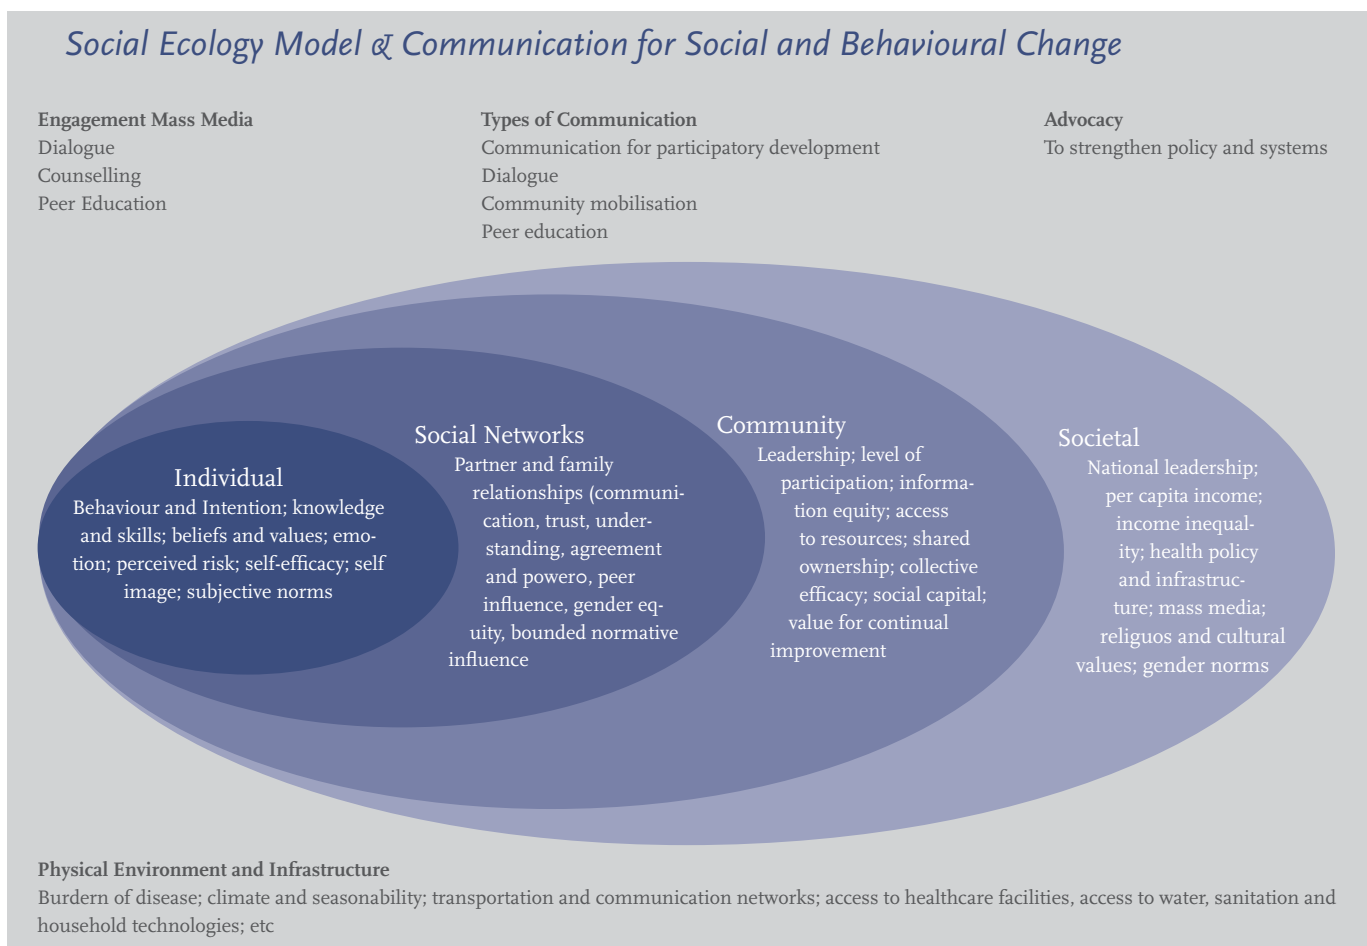 Social Ecology Model & Communication for Social and Behavioural Change
Engagement Mass Media
Dialogue
Counselling
Peer Education
Types of Communication
Communication for participatory development
Dialogue
Community mobilisation
Peer education
Advocacy
To strengthen policy and systems
Individual
Behaviour and Intention; knowledge
and skills; beliefs and values; emo-
tion; perceived risk; self-efficacy; self
image; subjective norms
Social Networks
Partner and family
relationships (communi-
cation, trust, under-
standing, agreement
and power0, peer
influence, gender eq-
uity, bounded normative
influence
Community
Leadership; level of
participation; informa-
tion equity; access
to resources; shared
ownership; collective
efficacy; social capital;
value for continual
improvement
Societal
National leadership;
per capita income;
income inequal-
ity; health policy
and infrastruc-
ture; mass media;
religuos and cultural
values; gender norms
Physical Environment and Infrastructure
Burdern of disease; climate and seasonability; transportation and communication networks; access to healthcare facilities, access to water, sanitation and
household technologies; etc